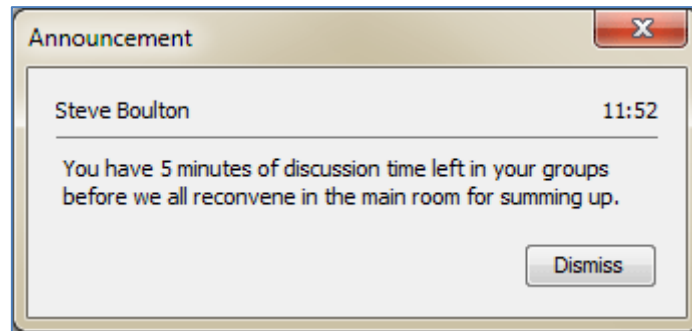 Announcement
Steve Boulton 11:52
You have 5 minutes of discussion time left in your groups
before we all reconvene in the main room for summing up.
Dismiss